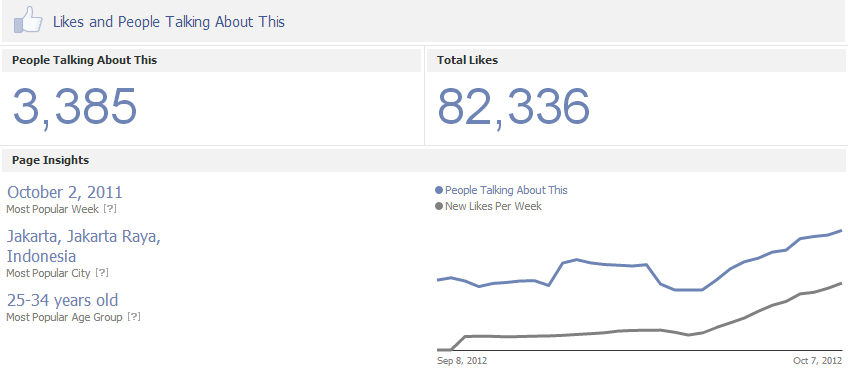 Likes and People Talking About This
People Talking About This
Total Likes
3,385
82,336
Page Insights
October 2, 2011
Most Popular Week [?]
Jakarta, Jakarta Raya,
Indonesia
Most Popular City [?]
25-34 years old
Most Popular Age Group [?]
People Talking About This
New Likes Per Week
Sep 8, 2012
Oct 7, 2012